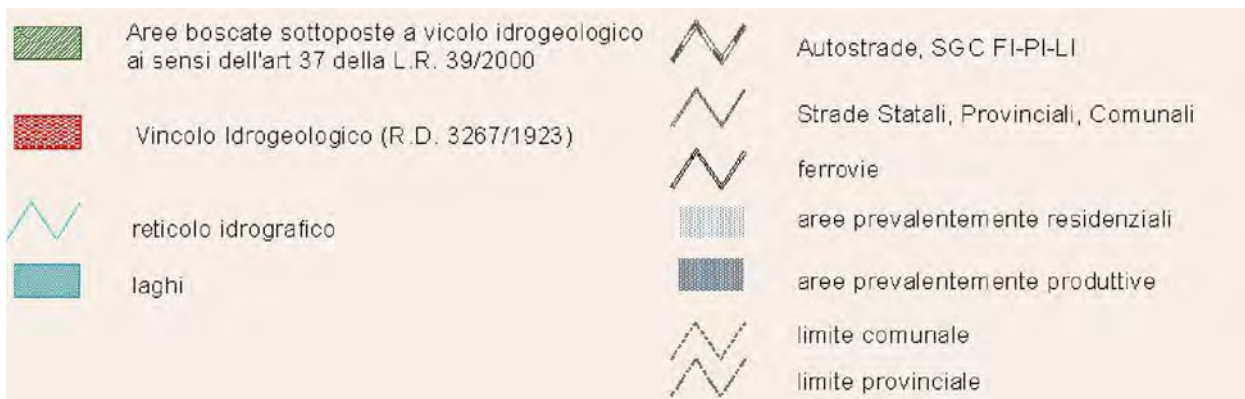 Aree boscate sottoposte a vicolo idrogeologico
ai sensi dell'art 37 della L.R. 39/2000
Vincolo Idrogeologico (R.D. 3267/1923)
reticolo idrografico
laghi
Autostrade, SGC FI-PI-LI
Strade Statali, Provinciali, Comunali
ferrovie
aree prevalentemente residenziali
aree prevalentemente produttive
limite comunale
limite provinciale